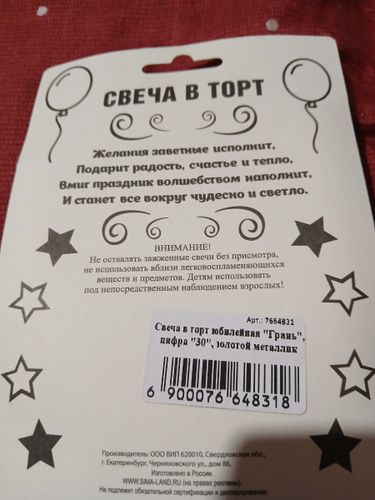 СВЕЧА В ТОРТ
Желания заветные исполнит,
Подарит радость, счастье и тепло,
Вмиг праздник волшебством наполнит,
И станет все вокруг чудесно и светло.
ВНИМАНИЕ!
Не оставлять зажженные свечи без присмотра,
не использовать вблизи легковоспламеняющихся
веществ и предметов. Детям использовать
под непосредственным наблюдением взрослых!
Арт.: 7664831
Свеча в торт юбилейная "Грань",
цифра "30", золотой металлик
6 900076 648318
Производитель: ООО ВИП 620010, Свердловская обл.,
г. Екатеринбург, Черняховского ул., дом 86.
Изготовлено в России.
WWW.SIMA-LAND.RU (на правах рекламы).
Не подлежит обязательной сертификации и декларированию.